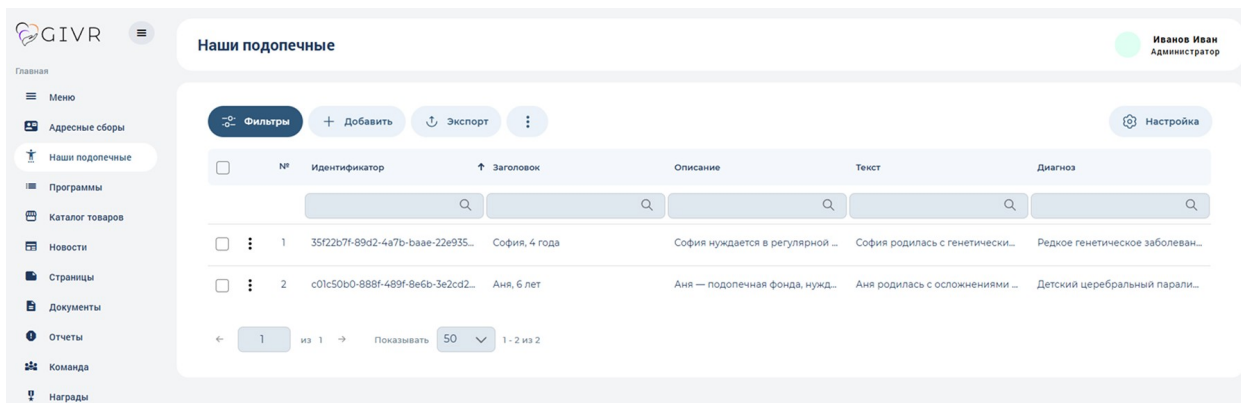 GIVR
Главная
Меню
Адресные сборы
Наши подопечные
Программы
Каталог товаров
Новости
Страницы
Документы
Отчеты
Команда
Награды
Наши подопечные
Иванов Иван
Администратор
Фильтры
Добавить
Экспорт
Настройка
№ Идентификатор Заголовок Описание Текст Диагноз
1 35f22b7f-89d2-4a7b-baae-22e935... София, 4 года София нуждается в регулярной ... София родилась с генетически... Редкое генетическое заболеван...
2 c01c50b0-888f-489f-8e6b-3e2cd2... Аня, 6 лет Аня — подопечная фонда, нужд... Аня родилась с осложнениями ... Детский церебральный парали...
1 из 1 Показывать 50 1 - 2 из 2